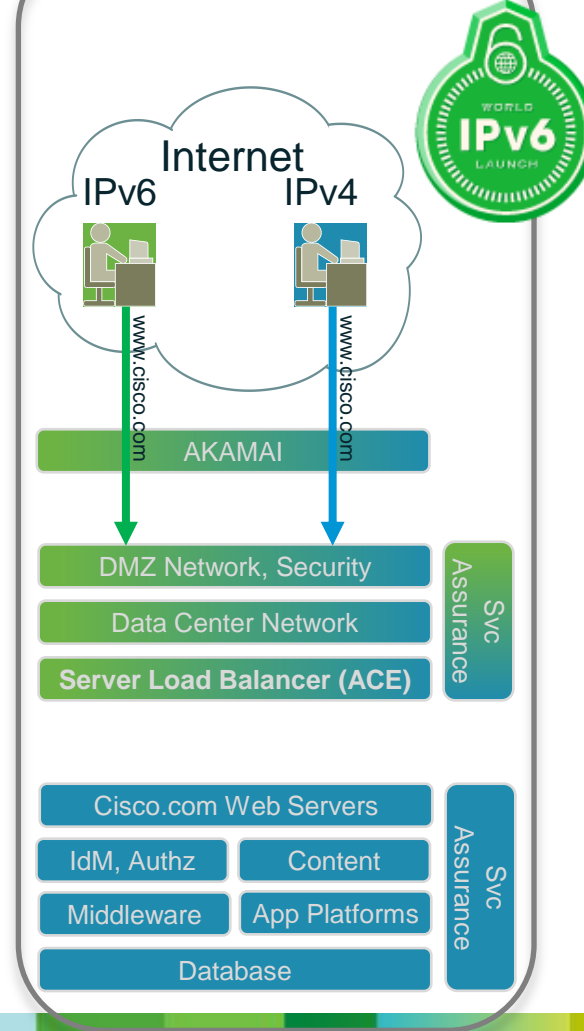 WORLD
IPv6
LAUNCH
Internet
IPv6
IPv4
www.cisco.com
www.cisco.com
AKAMAI
DMZ Network, Security
Data Center Network
Server Load Balancer (ACE)
Svc
Assurance
Cisco.com Web Servers
IdM, Authz
Content
Middleware
App Platforms
Database
Svc
Assurance